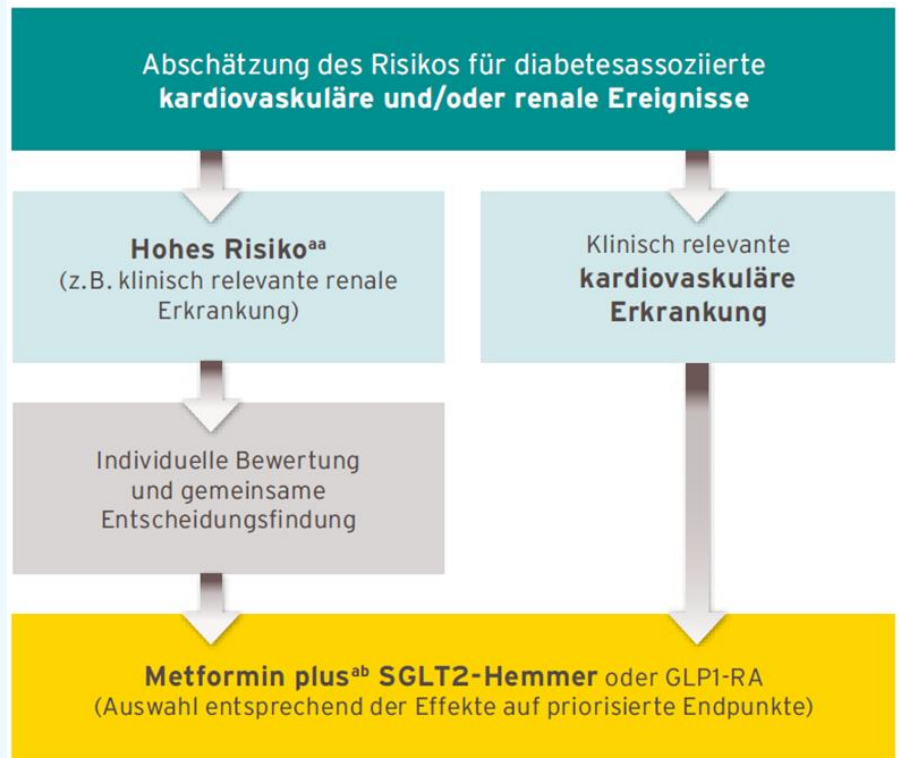 Abschätzung des Risikos für diabetesassoziierte
kardiovaskuläre und/oder renale Ereignisse
Hohes Risikoᵃᵃ
(z.B. klinisch relevante renale
Erkrankung)
Klinisch relevante
kardiovaskuläre
Erkrankung
Individuelle Bewertung
und gemeinsame
Entscheidungsfindung
Metformin plusᵃᵇ SGLT2-Hemmer oder GLP1-RA
(Auswahl entsprechend der Effekte auf priorisierte Endpunkte)